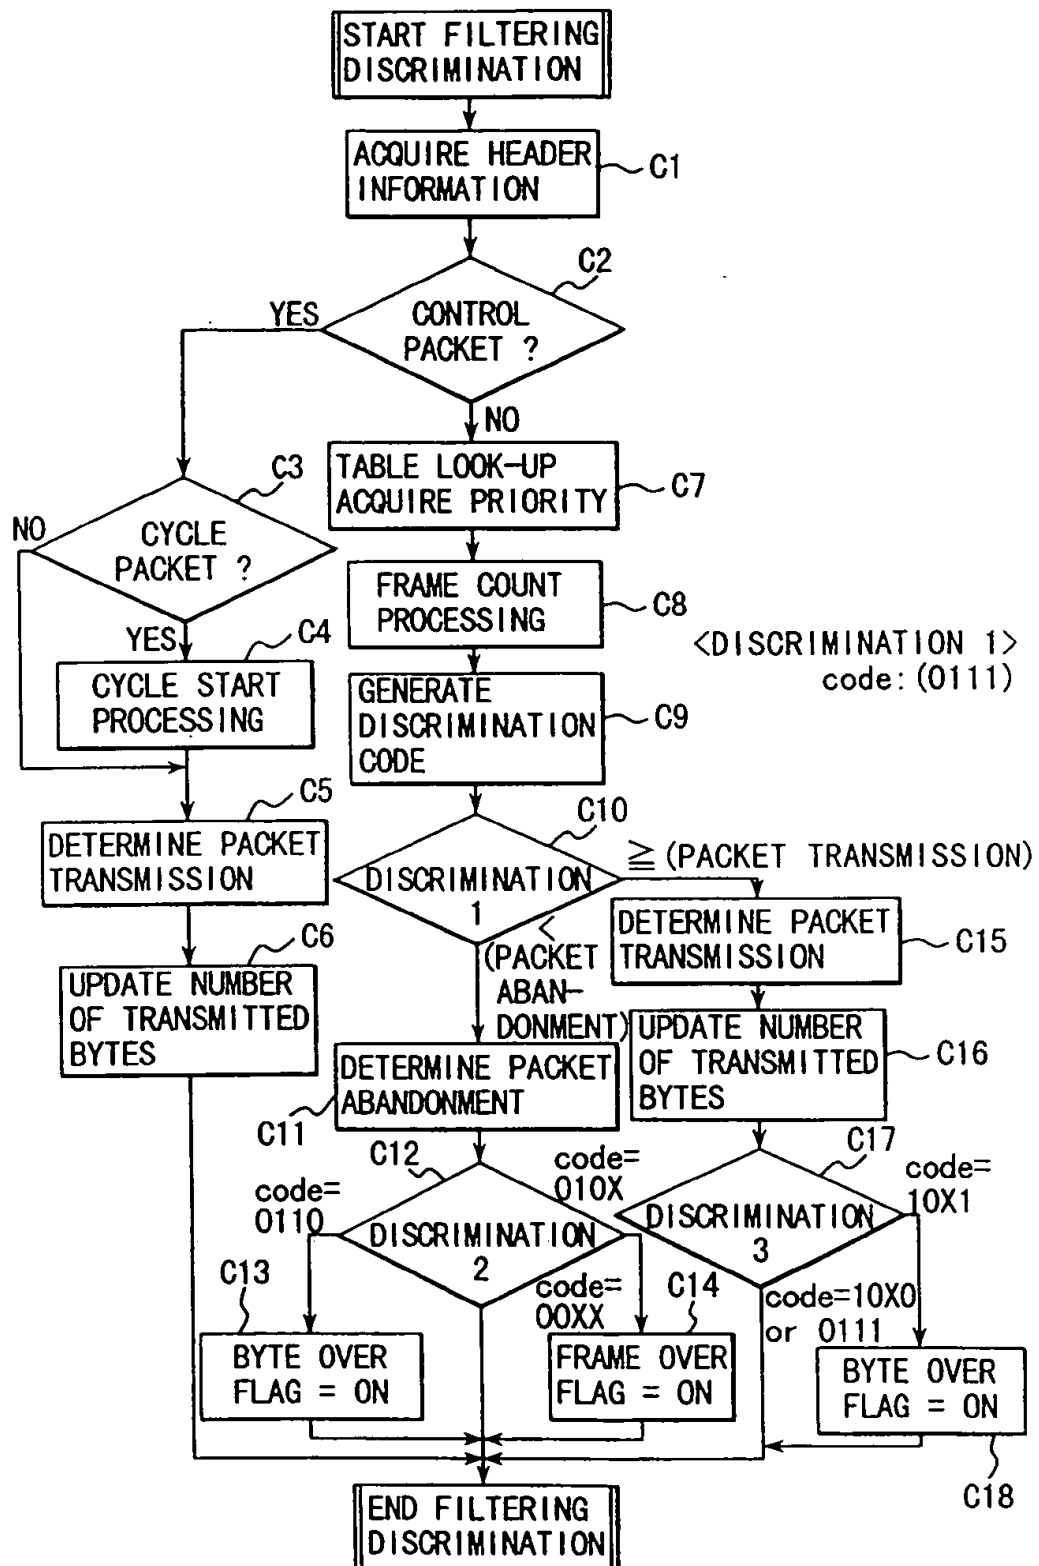 START FILTERING
DISCRIMINATION
ACQUIRE HEADER
INFORMATION
C1
C2
YES
CONTROL
PACKET ?
NO
C3
TABLE LOOK-UP
ACQUIRE PRIORITY
C7
NO
CYCLE
PACKET ?
FRAME COUNT
PROCESSING
C8
YES
C4
<DISCRIMINATION 1>
code:(0111)
CYCLE START
PROCESSING
GENERATE
DISCRIMINATION
CODE
C9
C5
C10
DETERMINE PACKET
TRANSMISSION
DISCRIMINATION
1
≧(PACKET TRANSMISSION)
<
(PACKET
ABAN-
DONMENT)
DETERMINE PACKET
TRANSMISSION
C15
C6
UPDATE NUMBER
OF TRANSMITTED
BYTES
UPDATE NUMBER
OF TRANSMITTED
BYTES
C16
DETERMINE PACKET
ABANDONMENT
C11
C12
code=
0110
DISCRIMINATION
2
code=
010X
code=
00XX
C17
DISCRIMINATION
3
code=
10X1
code=10X0
or 0111
C13
BYTE OVER
FLAG = ON
C14
FRAME OVER
FLAG = ON
BYTE OVER
FLAG = ON
C18
END FILTERING
DISCRIMINATION